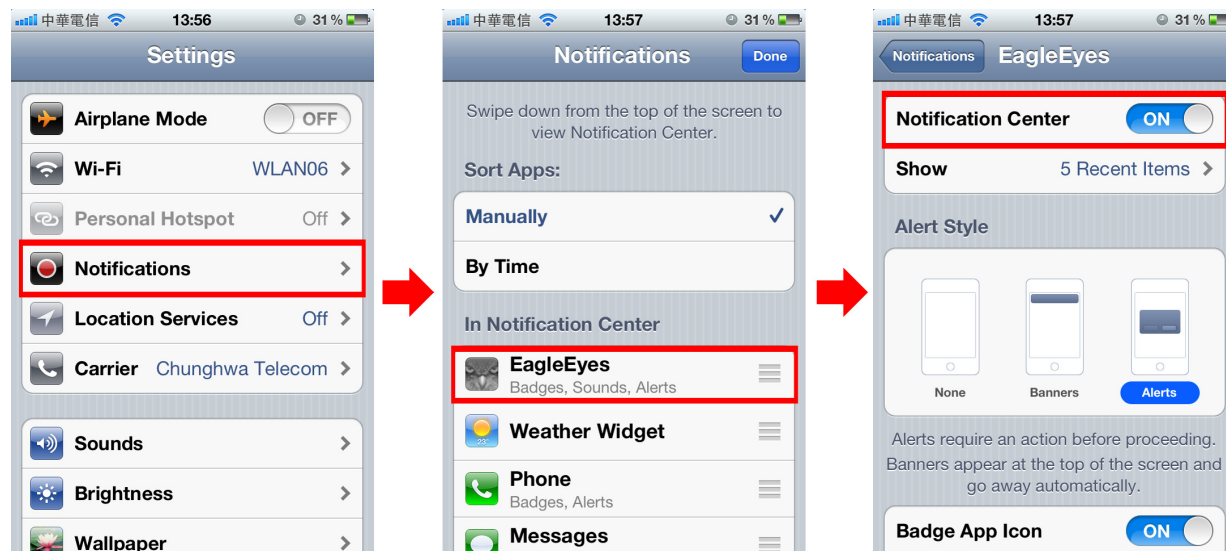 中華電信 13:56 31 %
Settings
Airplane Mode OFF
Wi-Fi WLAN06
Personal Hotspot Off
Notifications
Location Services Off
Carrier Chunghwa Telecom
Sounds
Brightness
Wallpaper
中華電信 13:57 31 %
Notifications Done
Swipe down from the top of the screen to
view Notification Center.
Sort Apps:
Manually
By Time
In Notification Center
EagleEyes
Badges, Sounds, Alerts
23°
Weather Widget
Phone
Badges, Alerts
Messages
中華電信 13:57 31 %
Notifications EagleEyes
Notification Center ON
Show 5 Recent Items
Alert Style
None Banners Alerts
Alerts require an action before proceeding.
Banners appear at the top of the screen and
go away automatically.
Badge App Icon ON